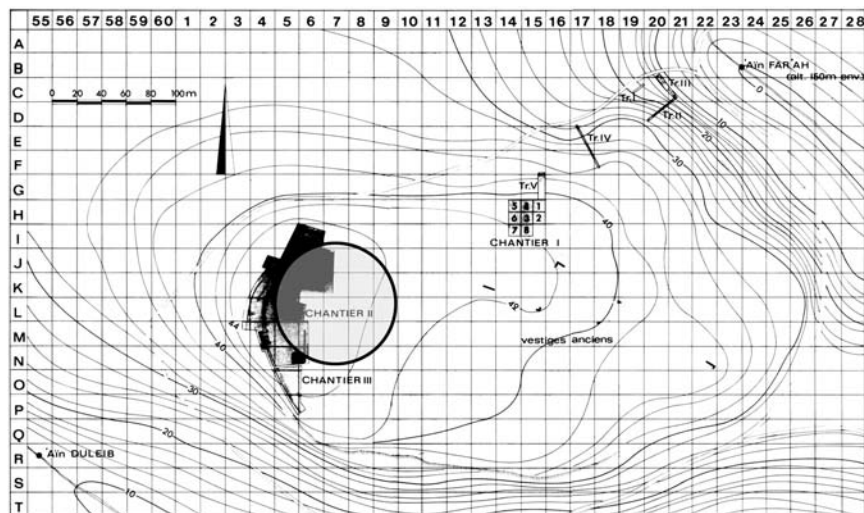 55 56 57 58 59 60 1 2 3 4 5 6 7 8 9 10 11 12 13 14 15 16 17 18 19 20 21 22 23 24 25 26 27 28
A
B
C
D
E
F
G
H
I
J
K
L
M
N
O
P
Q
R
S
T
0 20 40 60 80 100m
'Aïn FAR'AH
(alt. 160m env.)
0
10
20
30
40
42
44
40
30
20
10
Tr.I
Tr.III
Tr.II
Tr.IV
Tr.V
5 4 1
6 3 2
7 8
CHANTIER I
CHANTIER II
CHANTIER III
vestiges anciens
'Aïn DULEIB